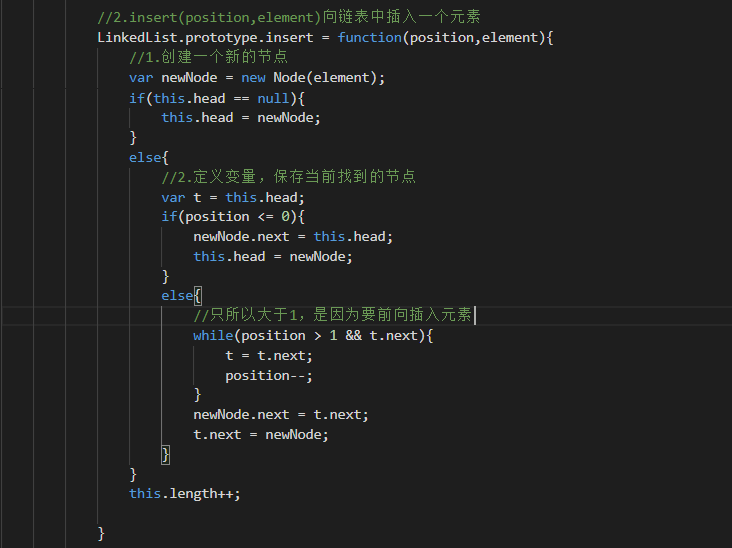 //2.insert(position,element)向链表中插入一个元素
LinkedList.prototype.insert = function(position,element){
//1.创建一个新的节点
var newNode = new Node(element);
if(this.head == null){
this.head = newNode;
}
else{
//2.定义变量，保存当前找到的节点
var t = this.head;
if(position <= 0){
newNode.next = this.head;
this.head = newNode;
}
else{
//只所以大于1，是因为要前向插入元素
while(position > 1 && t.next){
t = t.next;
position--;
}
newNode.next = t.next;
t.next = newNode;
}
}
this.length++;
}